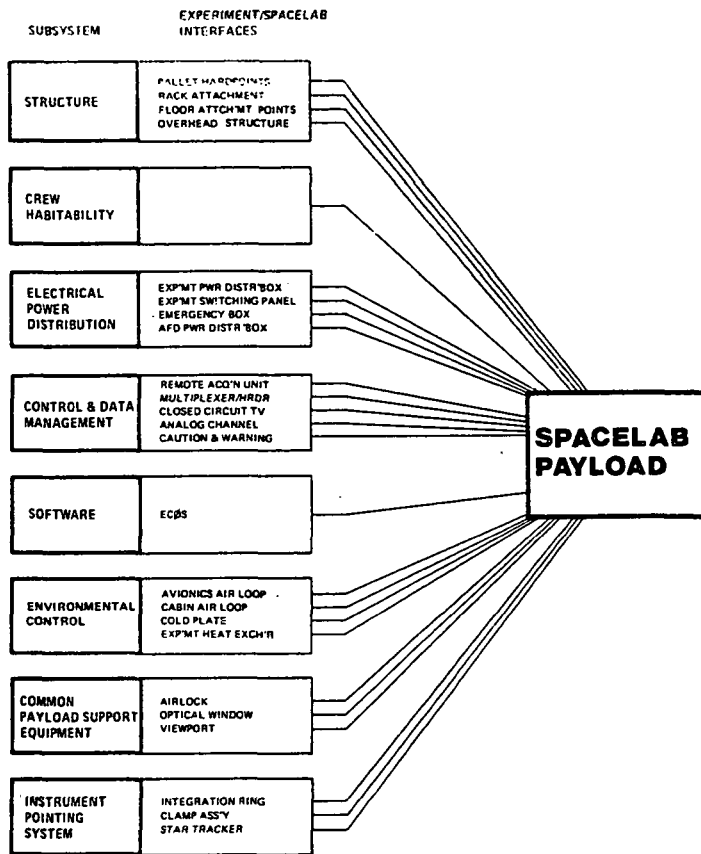 SUBSYSTEM
EXPERIMENT/SPACELAB
INTERFACES
STRUCTURE
PALLET HARDPOINTS
RACK ATTACHMENT
FLOOR ATTCH'MT POINTS
OVERHEAD STRUCTURE
CREW
HABITABILITY
ELECTRICAL
POWER
DISTRIBUTION
EXP'MT PWR DISTR'BOX
EXP'MT SWITCHING PANEL
EMERGENCY BOX
AFD PWR DISTR'BOX
CONTROL & DATA
MANAGEMENT
REMOTE ACQ'N UNIT
MULTIPLEXER/HRDR
CLOSED CIRCUIT TV
ANALOG CHANNEL
CAUTION & WARNING
SOFTWARE
ECØS
ENVIRONMENTAL
CONTROL
AVIONICS AIR LOOP
CABIN AIR LOOP
COLD PLATE
EXP'MT HEAT EXCH'R
COMMON
PAYLOAD SUPPORT
EQUIPMENT
AIRLOCK
OPTICAL WINDOW
VIEWPORT
INSTRUMENT
POINTING
SYSTEM
INTEGRATION RING
CLAMP ASS'Y
STAR TRACKER
SPACELAB
PAYLOAD